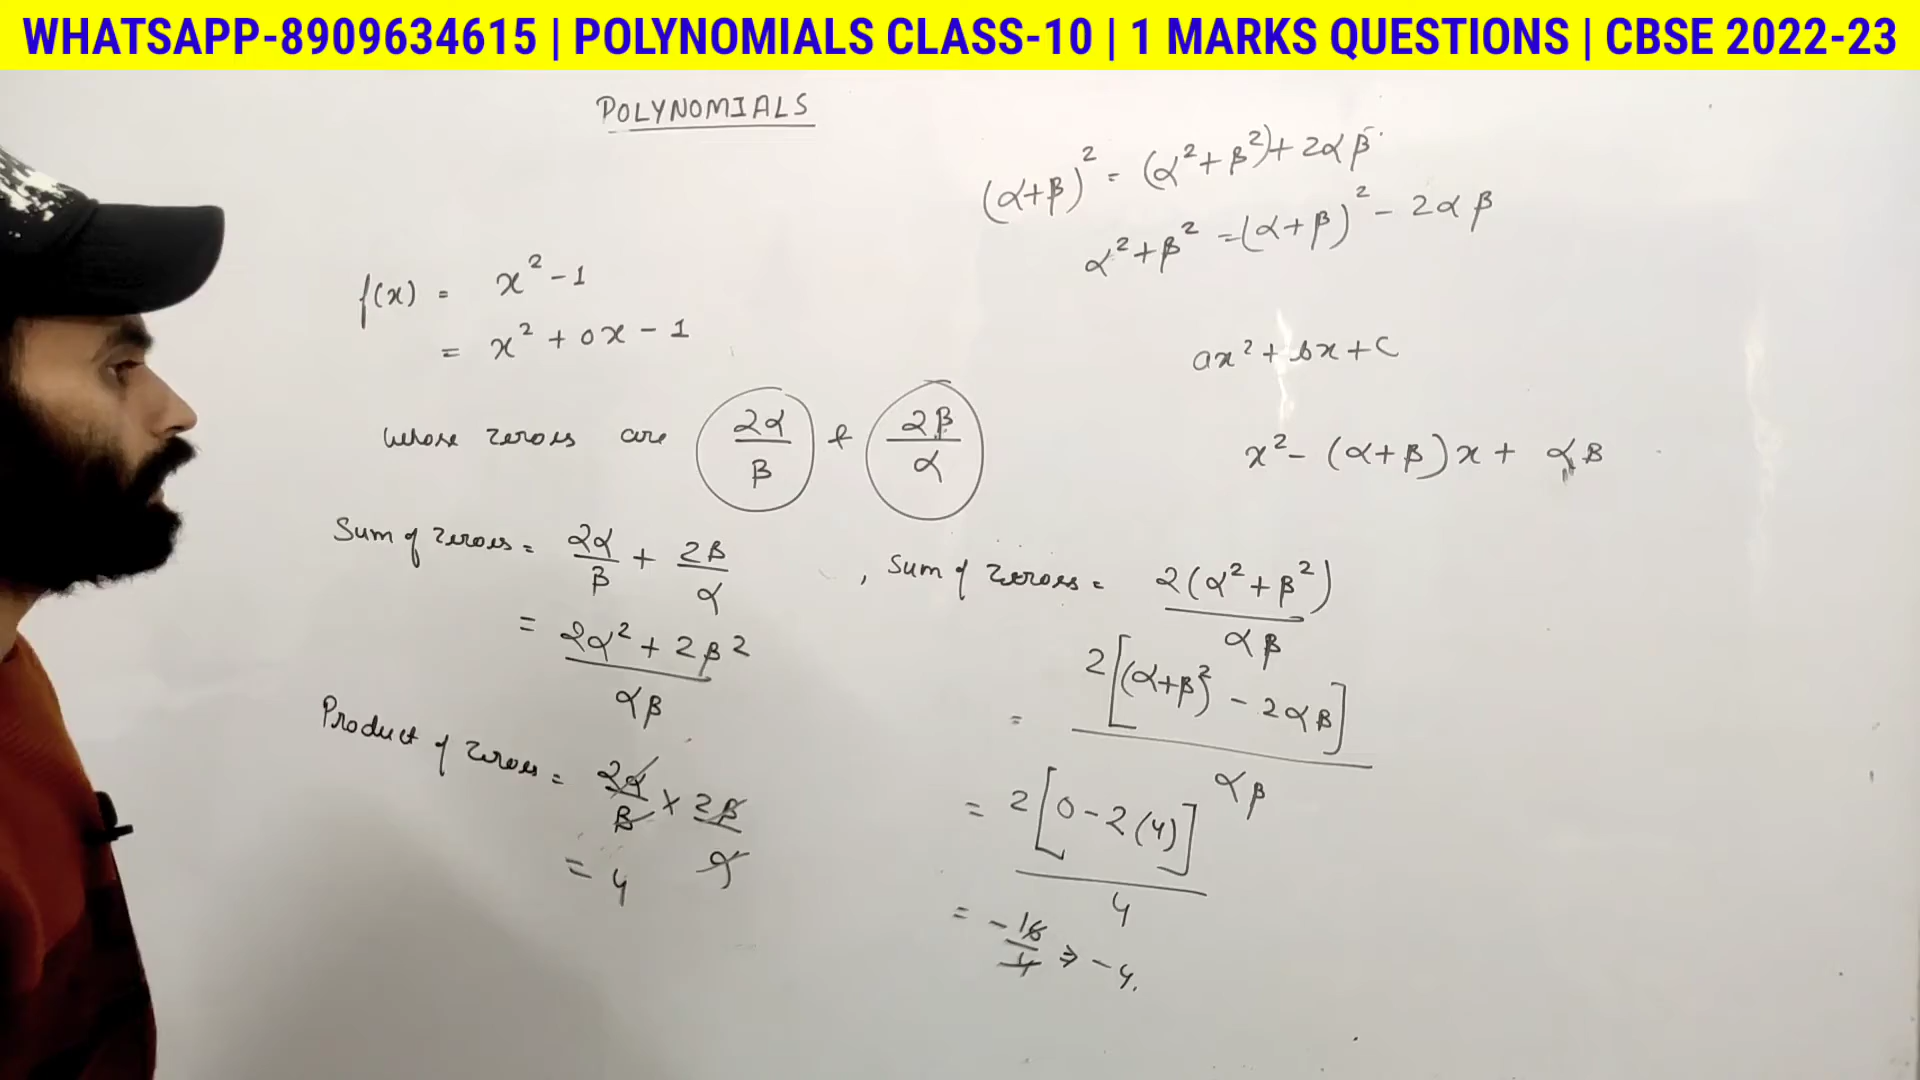 WHATSAPP-8909634615 | POLYNOMIALS CLASS-10 | 1 MARKS QUESTIONS | CBSE 2022-23
POLYNOMIALS
(α+β)² = (α²+β²)+2αβ
α²+β² = (α+β)² - 2αβ
f(x) = x² - 1
= x² + 0x - 1
ax² + bx + c
whose zeroes are 2α/β & 2β/α
x² - (α+β)x + αβ
Sum of zeroes = 2α/β + 2β/α
= 2α² + 2β² / αβ
Product of zeroes = 2α/β × 2β/α
= 4
, Sum of zeroes = 2(α²+β²) / αβ
= 2[(α+β)² - 2αβ] / αβ
= 2[0-2(4)] / 4
= -16/4 ⇒ -4.